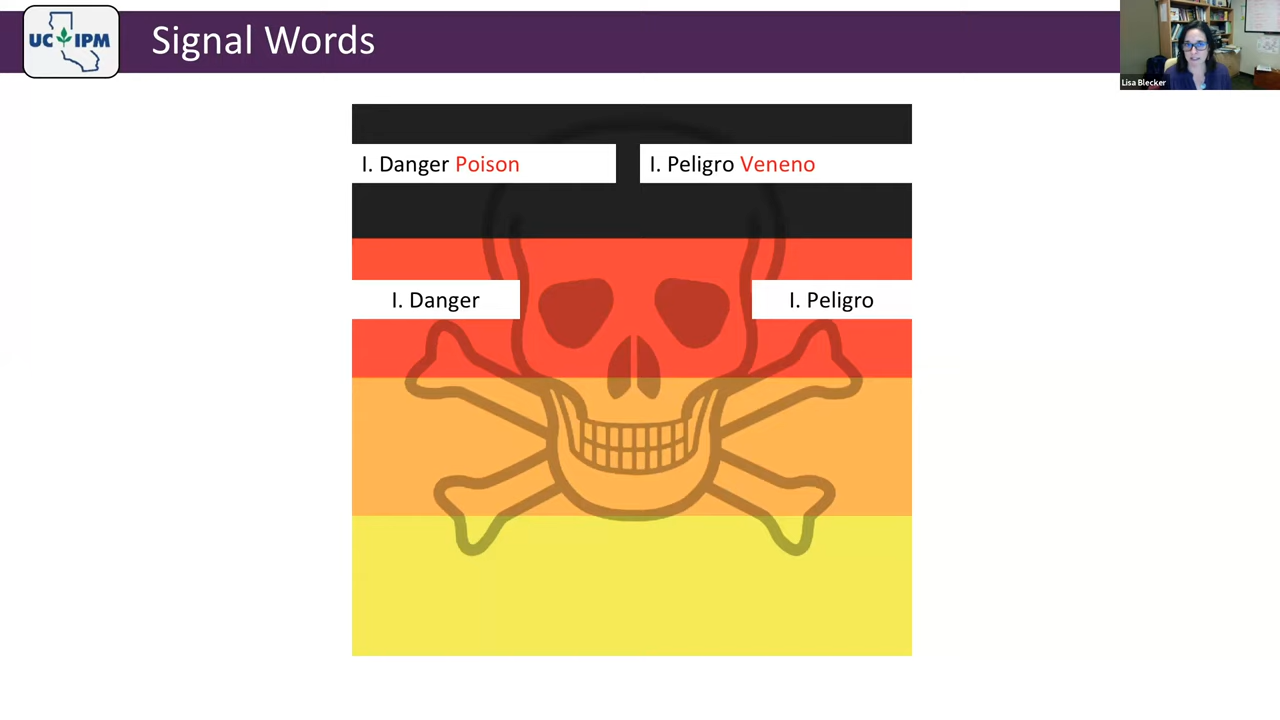 UC IPM
Signal Words
Lisa Blecker
I. Danger Poison
I. Peligro Veneno
I. Danger
I. Peligro